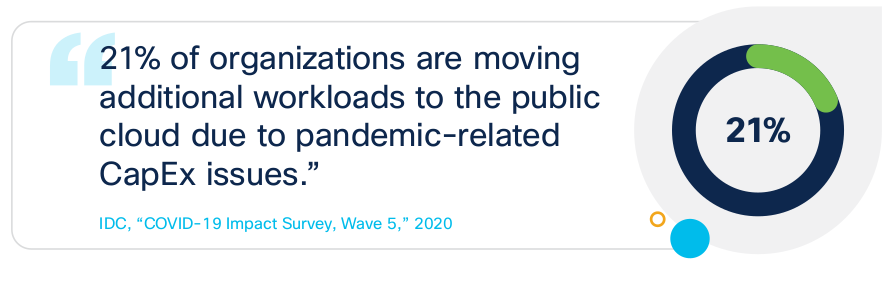 21% of organizations are moving
additional workloads to the public
cloud due to pandemic-related
CapEx issues.”
IDC, “COVID-19 Impact Survey, Wave 5,” 2020
21%